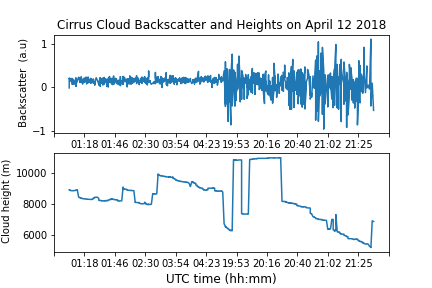 Cirrus Cloud Backscatter and Heights on April 12 2018
Backscatter (a.u)
1
0
−1
01:18 01:46 02:30 03:54 04:23 19:53 20:16 20:40 21:02 21:25
Cloud height (m)
10000
8000
6000
01:18 01:46 02:30 03:54 04:23 19:53 20:16 20:40 21:02 21:25
UTC time (hh:mm)